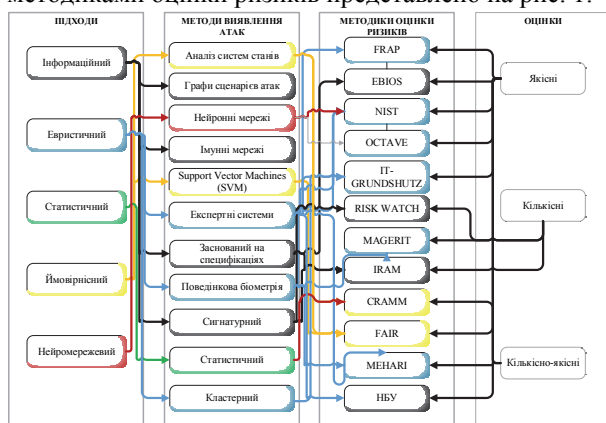 методиками оцінки ризиків представлено на рис. 1.
ПІДХОДИ
Інформаційний
Евристичний
Статистичний
Ймовірнісний
Нейромережевий
МЕТОДИ ВИЯВЛЕННЯ
АТАК
Аналіз систем станів
Графи сценаріїв атак
Нейронні мережі
Імунні мережі
Support Vector Machines
(SVM)
Експертні системи
Заснований на
специфікаціях
Поведінкова біометрія
Сигнатурний
Статистичний
Кластерний
МЕТОДИКИ ОЦІНКИ
РИЗИКІВ
FRAP
EBIOS
NIST
OCTAVE
IT-
GRUNDSHUTZ
RISK WATCH
MAGERIT
IRAM
CRAMM
FAIR
MEHARI
НБУ
ОЦІНКИ
Якісні
Кількісні
Кількісно-якісні